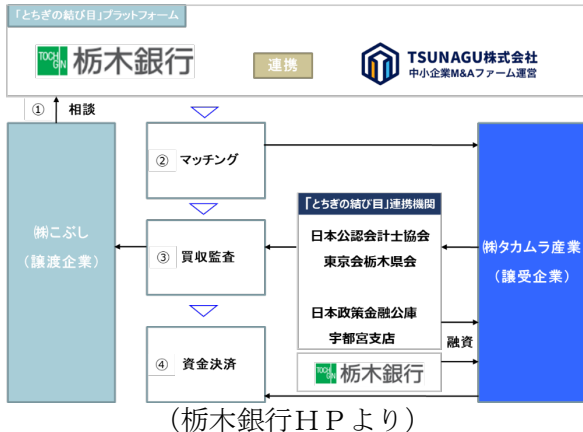 「とちぎの結び目」プラットフォーム
TOCHIGIN 栃木銀行
連携
TSUNAGU株式会社
中小企業M&Aファーム運営
① 相談
② マッチング
㈱こぶし
(譲渡企業)
③ 買収監査
「とちぎの結び目」連携機関
日本公認会計士協会
東京会栃木県会
日本政策金融公庫
宇都宮支店
㈱タカムラ産業
(譲受企業)
融資
④ 資金決済
栃木銀行
(栃木銀行HPより)